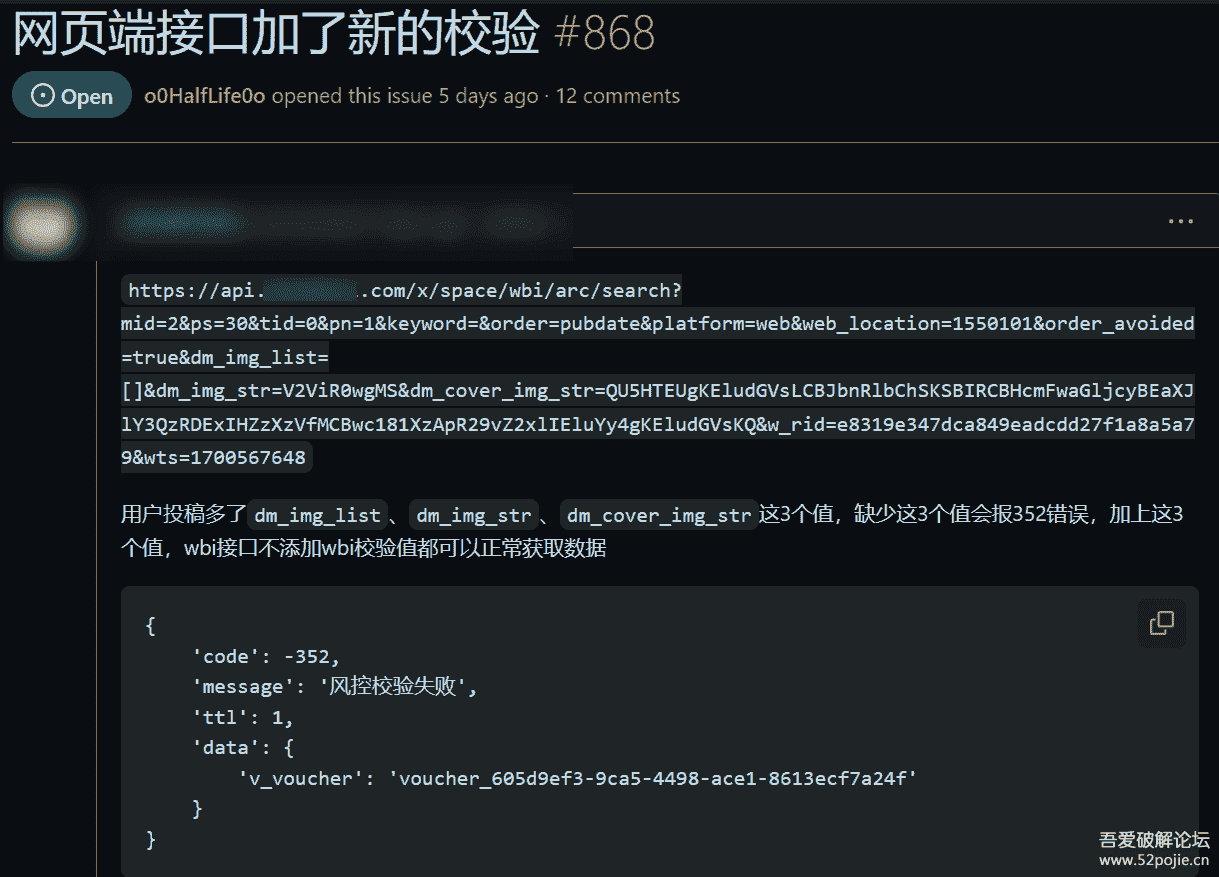 网页端接口加了新的校验 #868
Open o0HalfLife0o opened this issue 5 days ago · 12 comments
https://api. .com/x/space/wbi/arc/search?
mid=2&ps=30&tid=0&pn=1&keyword=&order=pubdate&platform=web&web_location=1550101&order_avoided
=true&dm_img_list=
[]&dm_img_str=V2ViR0wgMS&dm_cover_img_str=QU5HTEUgKEludGVsLCBJbnRlbChSKSBIRCBHcmFwaGljcyBEaXJ
lY3QzRDExIHZzXzVfMCBwc181XzApR29vZ2xlIEluYy4gKEludGVsKQ&w_rid=e8319e347dca849eadcdd27f1a8a5a7
9&wts=1700567648
用户投稿多了dm_img_list、dm_img_str、dm_cover_img_str这3个值，缺少这3个值会报352错误，加上这3
个值，wbi接口不添加wbi校验值都可以正常获取数据
{
'code': -352,
'message': '风控校验失败',
'ttl': 1,
'data': {
'v_voucher': 'voucher_605d9ef3-9ca5-4498-ace1-8613ecf7a24f'
}
}
吾爱破解论坛
www.52pojie.cn